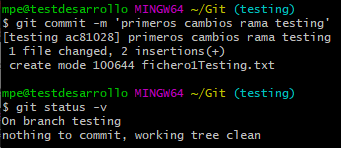 mpe@testdesarrollo MINGW64 ~/Git (testing)
$ git commit -m 'primeros cambios rama testing'
[testing ac81028] primeros cambios rama testing
 1 file changed, 2 insertions(+)
 create mode 100644 fichero1Testing.txt

mpe@testdesarrollo MINGW64 ~/Git (testing)
$ git status -v
On branch testing
nothing to commit, working tree clean